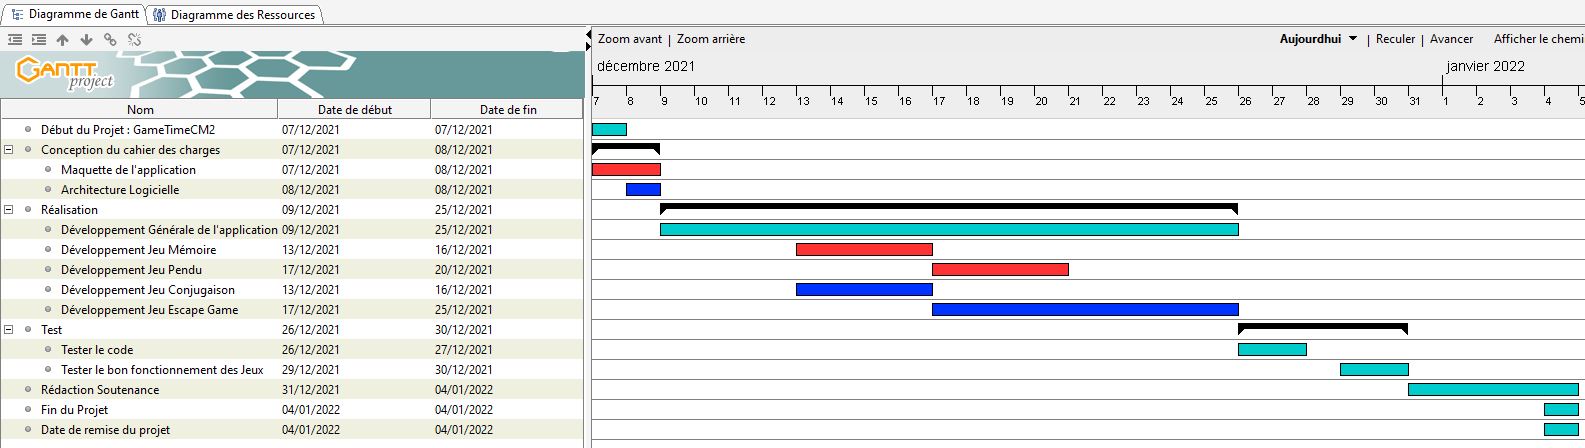 Diagramme de Gantt Diagramme des Ressources
Zoom avant | Zoom arrière Aujourd'hui | Reculer | Avancer Afficher le chemi
GANTT project
décembre 2021 janvier 2022
Nom Date de début Date de fin 7 8 9 10 11 12 13 14 15 16 17 18 19 20 21 22 23 24 25 26 27 28 29 30 31 1 2 3 4 5
Début du Projet : GameTimeCM2 07/12/2021 07/12/2021
Conception du cahier des charges 07/12/2021 08/12/2021
Maquette de l'application 07/12/2021 08/12/2021
Architecture Logicielle 08/12/2021 08/12/2021
Réalisation 09/12/2021 25/12/2021
Développement Générale de l'application 09/12/2021 25/12/2021
Développement Jeu Mémoire 13/12/2021 16/12/2021
Développement Jeu Pendu 17/12/2021 20/12/2021
Développement Jeu Conjugaison 13/12/2021 16/12/2021
Développement Jeu Escape Game 17/12/2021 25/12/2021
Test 26/12/2021 30/12/2021
Tester le code 26/12/2021 27/12/2021
Tester le bon fonctionnement des Jeux 29/12/2021 30/12/2021
Rédaction Soutenance 31/12/2021 04/01/2022
Fin du Projet 04/01/2022 04/01/2022
Date de remise du projet 04/01/2022 04/01/2022